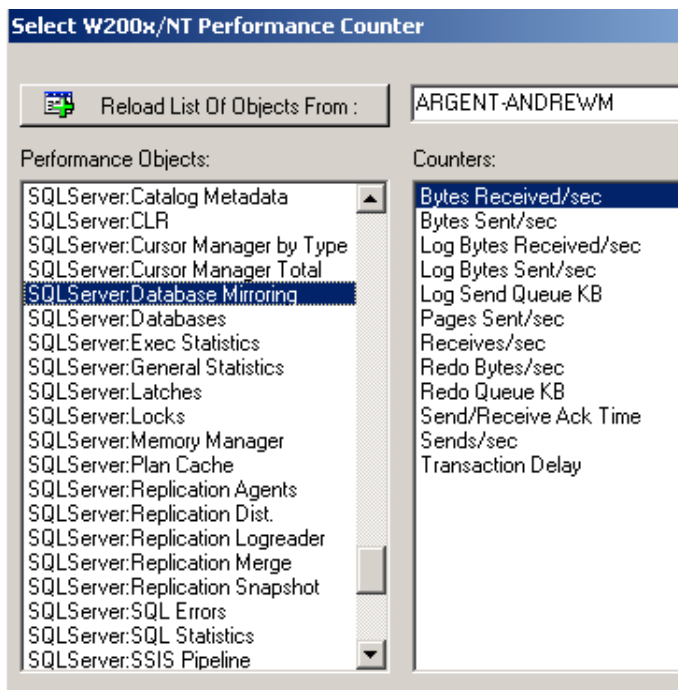 Select W200x/NT Performance Counter
Reload List Of Objects From :
ARGENT-ANDREWM
Performance Objects:
SQLServer:Catalog Metadata
SQLServer:CLR
SQLServer:Cursor Manager by Type
SQLServer:Cursor Manager Total
SQLServer:Database Mirroring
SQLServer:Databases
SQLServer:Exec Statistics
SQLServer:General Statistics
SQLServer:Latches
SQLServer:Locks
SQLServer:Memory Manager
SQLServer:Plan Cache
SQLServer:Replication Agents
SQLServer:Replication Dist.
SQLServer:Replication Logreader
SQLServer:Replication Merge
SQLServer:Replication Snapshot
SQLServer:SQL Errors
SQLServer:SQL Statistics
SQLServer:SSIS Pipeline
Counters:
Bytes Received/sec
Bytes Sent/sec
Log Bytes Received/sec
Log Bytes Sent/sec
Log Send Queue KB
Pages Sent/sec
Receives/sec
Redo Bytes/sec
Redo Queue KB
Send/Receive Ack Time
Sends/sec
Transaction Delay